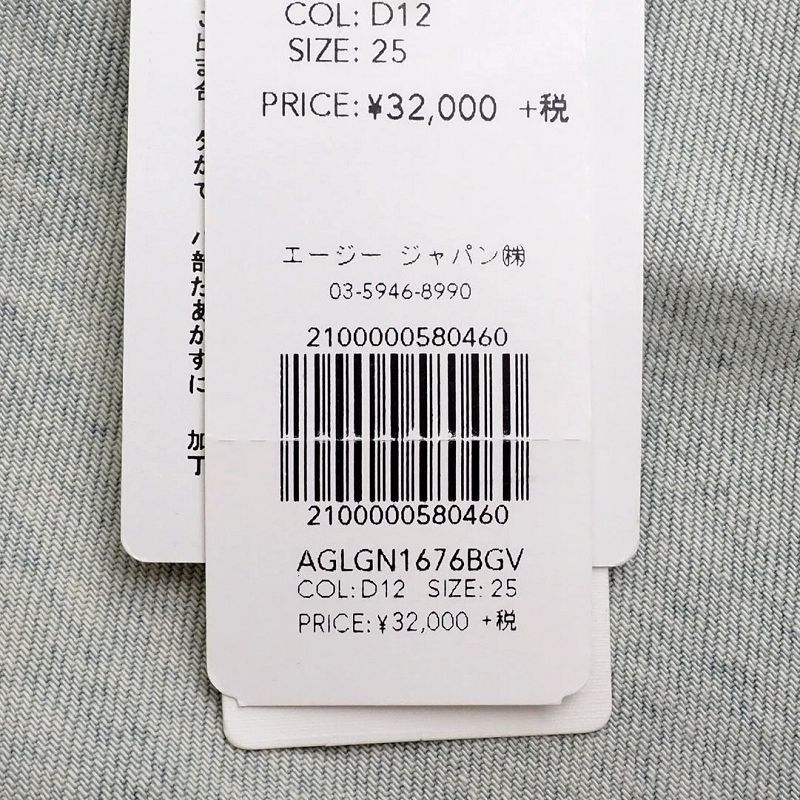 COL: D12
SIZE: 25
PRICE: ¥32,000 +税
エージー ジャパン㈱
03-5946-8990
2100000580460
2100000580460
AGLGN1676BGV
COL: D12 SIZE: 25
PRICE: ¥32,000 +税